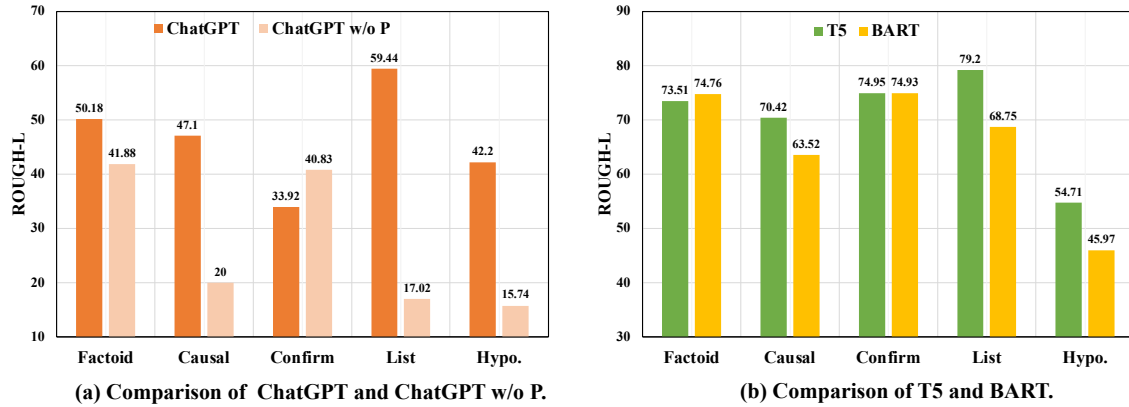 70
60
50
40
30
20
10
ROUGH-L
ChatGPT
ChatGPT w/o P
50.18
41.88
47.1
20
33.92
40.83
59.44
17.02
42.2
15.74
Factoid
Causal
Confirm
List
Hypo.
(a) Comparison of ChatGPT and ChatGPT w/o P.
90
80
70
60
50
40
30
ROUGH-L
T5
BART
73.51
74.76
70.42
63.52
74.95
74.93
79.2
68.75
54.71
45.97
Factoid
Causal
Confirm
List
Hypo.
(b) Comparison of T5 and BART.